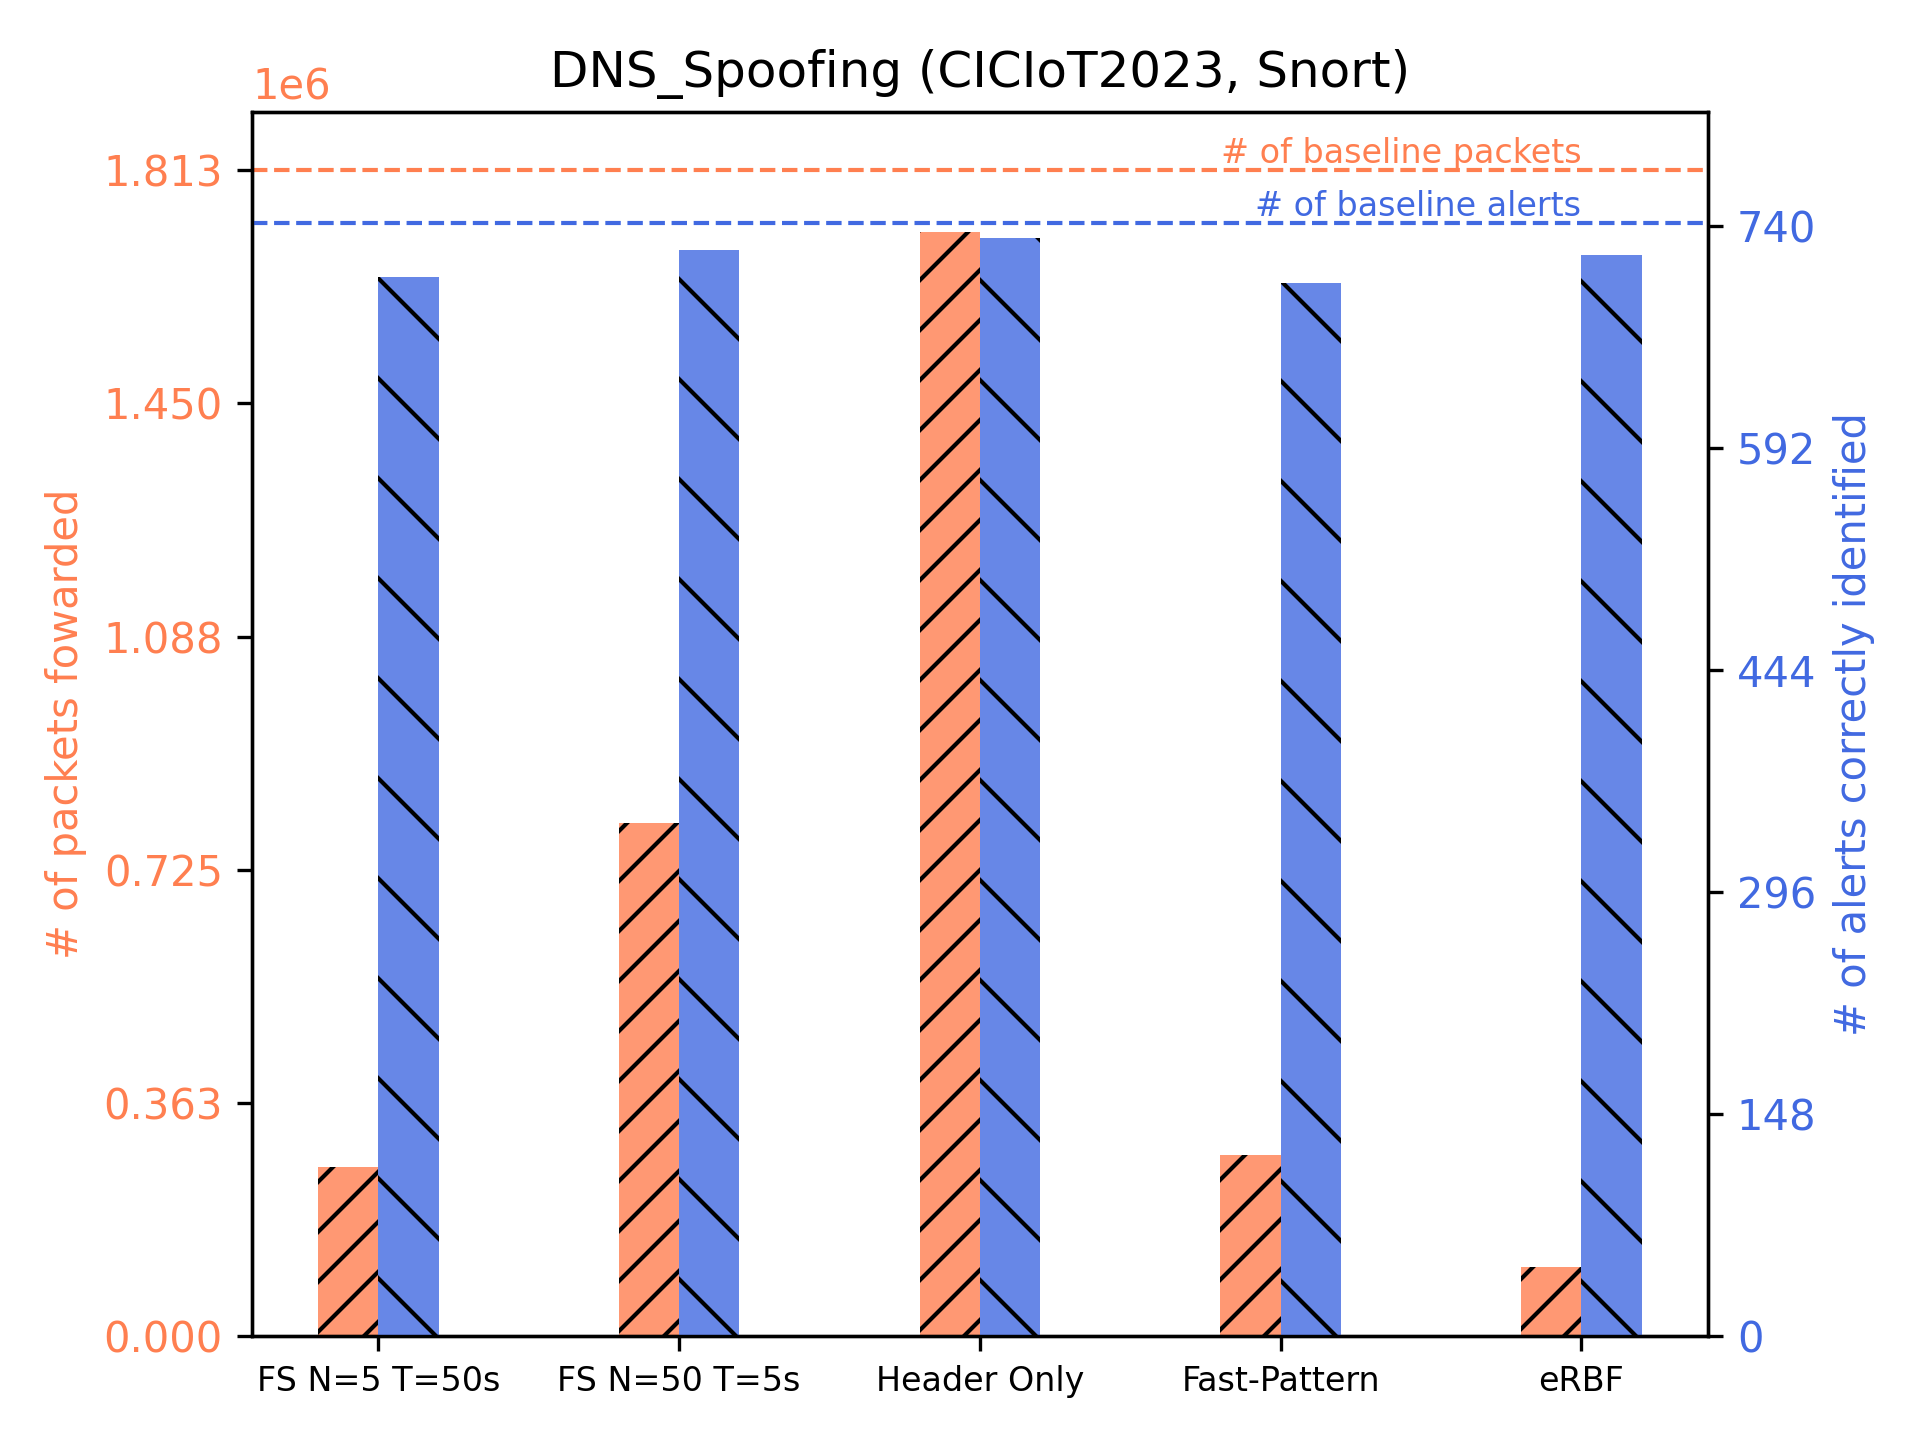 DNS_Spoofing (CICIoT2023, Snort)
1e6
# of baseline packets
# of baseline alerts
1.813
1.450
1.088
0.725
0.363
0.000
# of packets fowarded
740
592
444
296
148
0
# of alerts correctly identified
FS N=5 T=50s
FS N=50 T=5s
Header Only
Fast-Pattern
eRBF